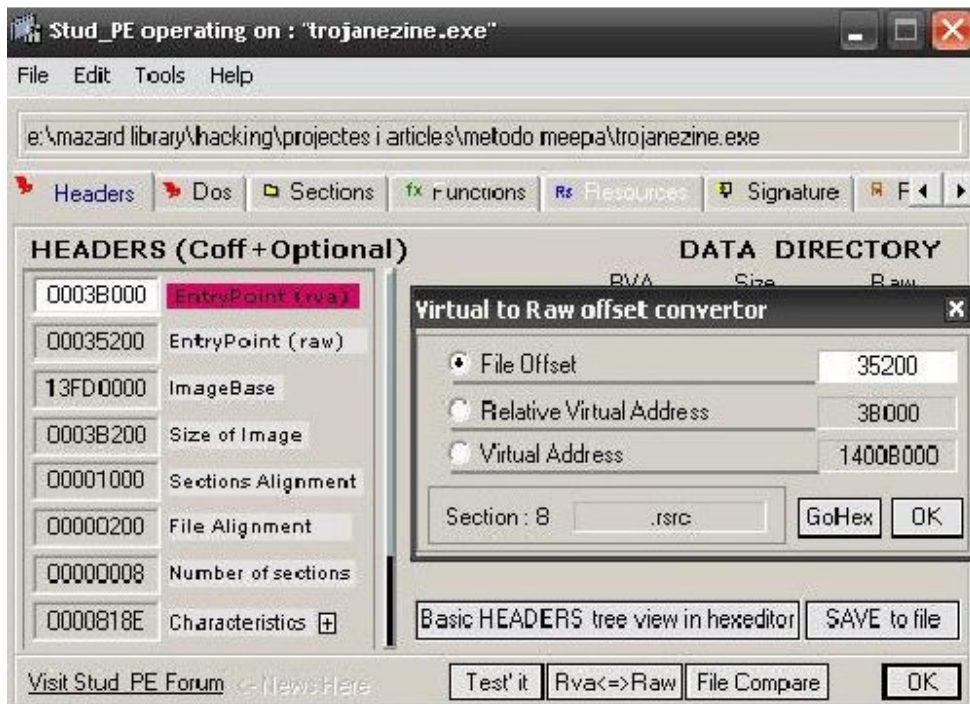 Stud_PE operating on : "trojanezine.exe"
File Edit Tools Help
e:\mazard library\hacking\projectes i articles\metodo meepa\trojanezine.exe
Headers Dos Sections fx Functions Rs Resources Signature F
HEADERS (Coff+Optional)
DATA DIRECTORY
RVA Size Raw
0003B000 EntryPoint (rva)
00035200 EntryPoint (raw)
13FD0000 ImageBase
0003B200 Size of Image
00001000 Sections Alignment
00000200 File Alignment
00000008 Number of sections
0000818E Characteristics
Virtual to Raw offset convertor
File Offset 35200
Relative Virtual Address 3B000
Virtual Address 1400B000
Section : 8 .rsrc GoHex OK
Basic HEADERS tree view in hexeditor SAVE to file
Visit Stud_PE Forum <- News Here Test' it Rva<=>Raw File Compare OK